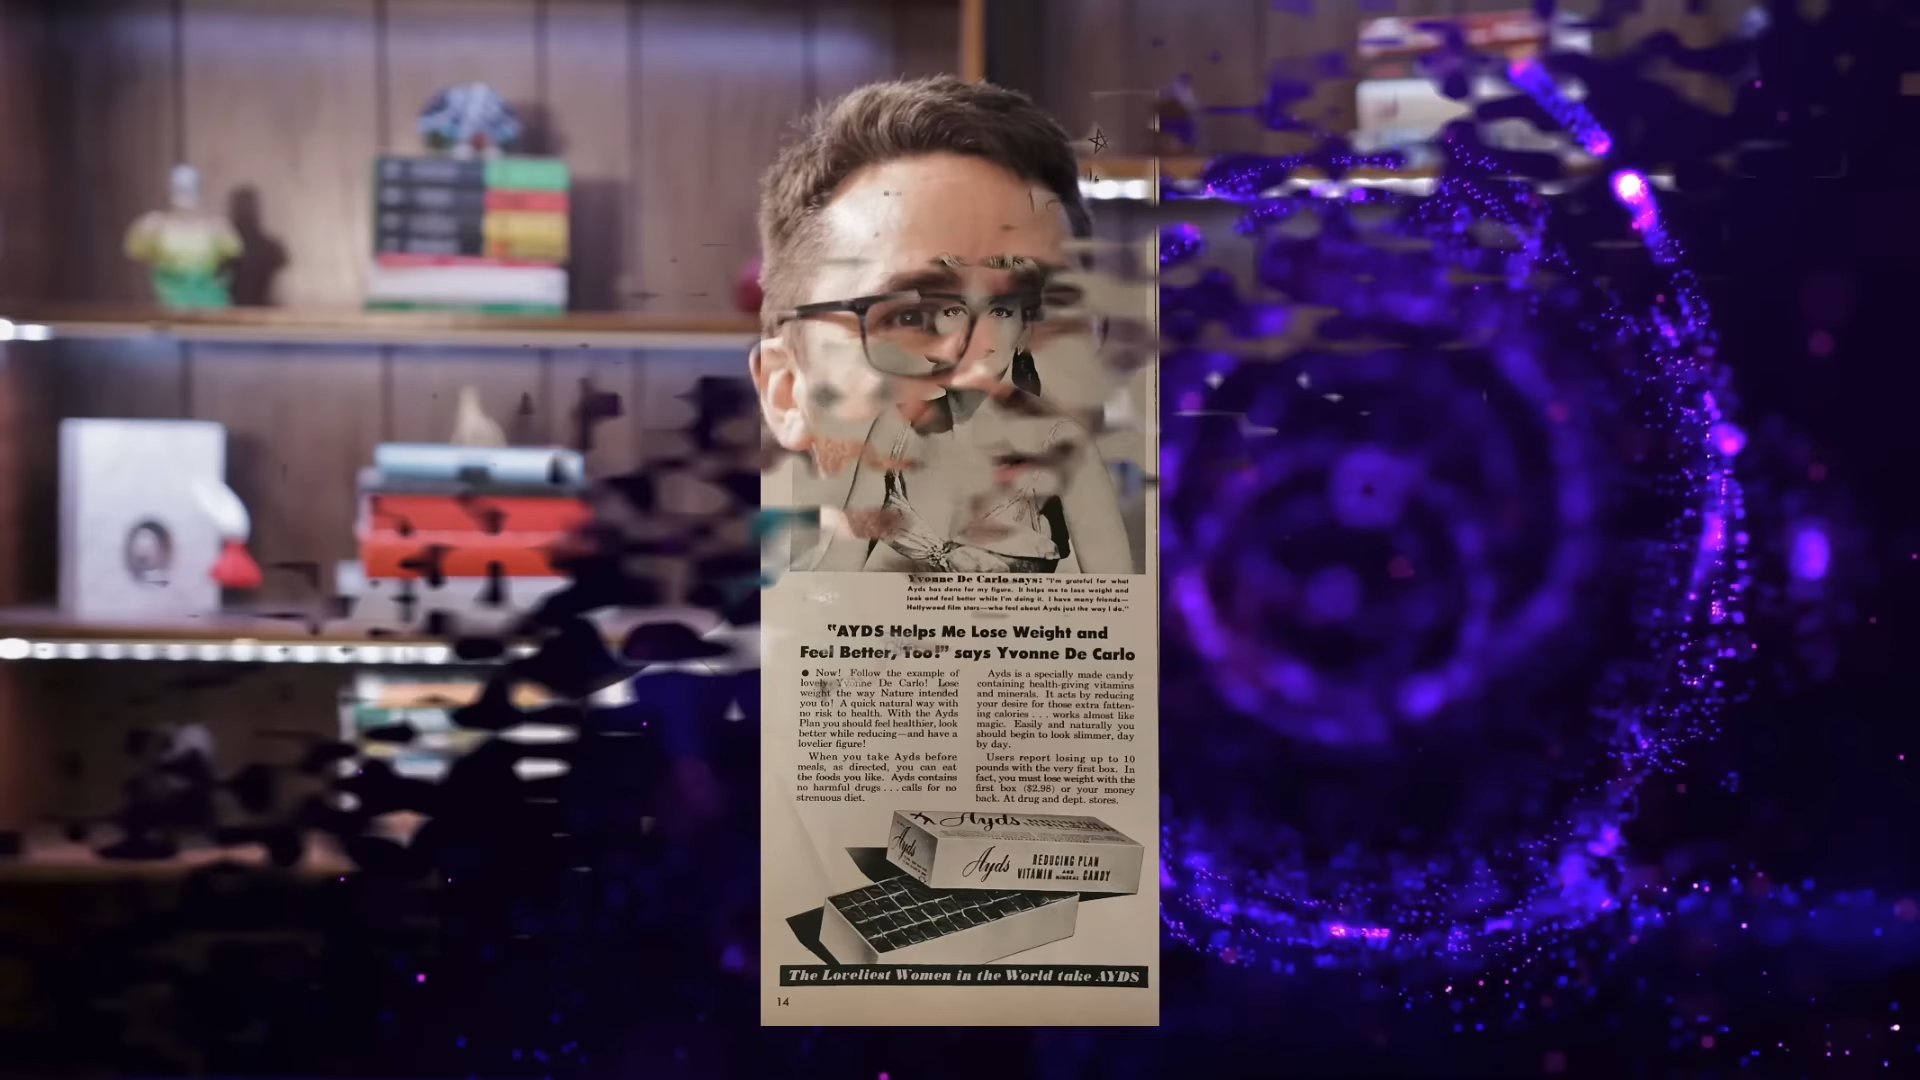 Yvonne De Carlo says: "I'm grateful for what
Ayds has done for my figure. It helps me to lose weight and
look and feel better while I'm doing it. I have many friends—
Hollywood film stars—who feel about Ayds just the way I do."
"AYDS Helps Me Lose Weight and
Feel Better, Too!" says Yvonne De Carlo
● Now! Follow the example of
lovely Yvonne De Carlo! Lose
weight the way Nature intended
you to! A quick natural way with
no risk to health. With the Ayds
Plan you should feel healthier, look
better while reducing—and have a
lovelier figure!
When you take Ayds before
meals, as directed, you can eat
the foods you like. Ayds contains
no harmful drugs . . . calls for no
strenuous diet.
Ayds is a specially made candy
containing health-giving vitamins
and minerals. It acts by reducing
your desire for those extra fatten-
ing calories . . . works almost like
magic. Easily and naturally you
should begin to look slimmer, day
by day.
Users report losing up to 10
pounds with the very first box. In
fact, you must lose weight with the
first box ($2.98) or your money
back. At drug and dept. stores.
Ayds
Ayds
Ayds REDUCING PLAN
VITAMIN AND MINERAL CANDY
The Loveliest Women in the World take AYDS
14